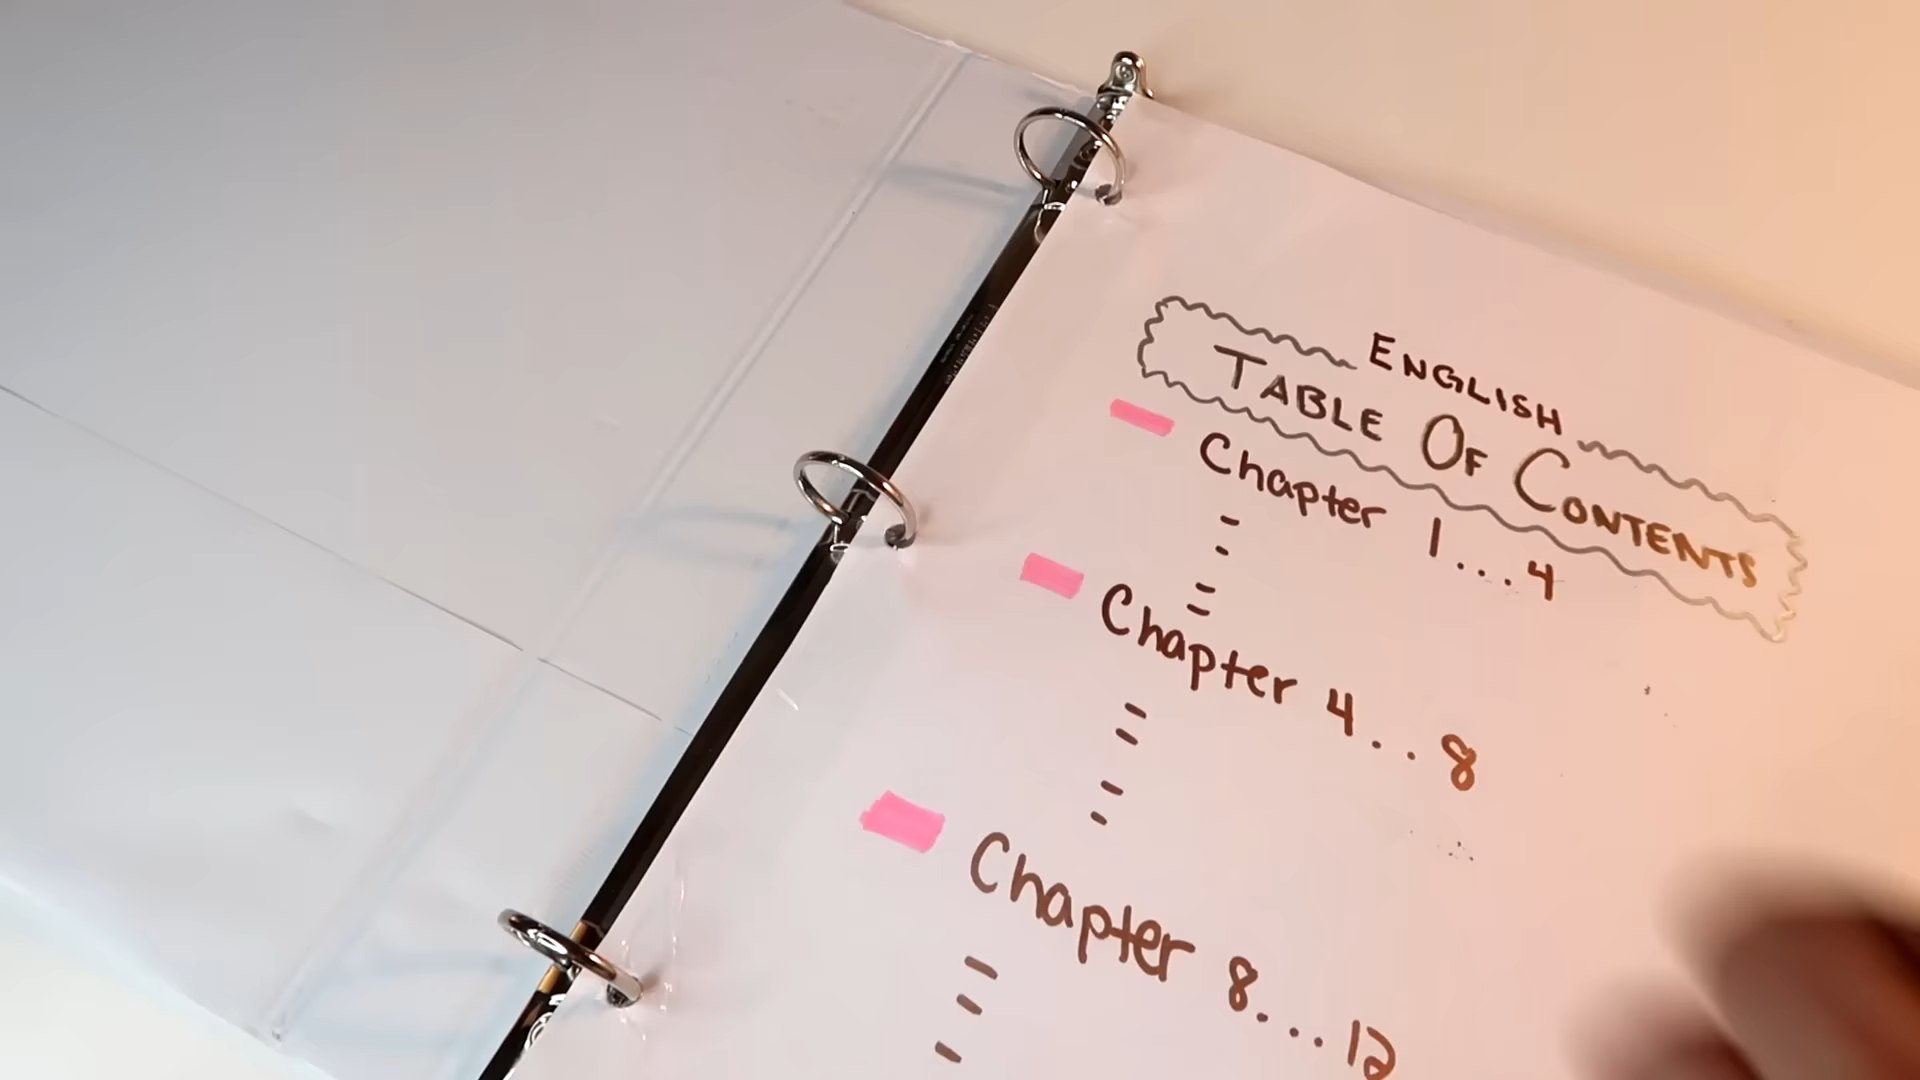 ENGLISH
TABLE OF CONTENTS
Chapter 1...4
-
-
-
-
Chapter 4..8
-
-
-
-
Chapter 8...12
-
-
-